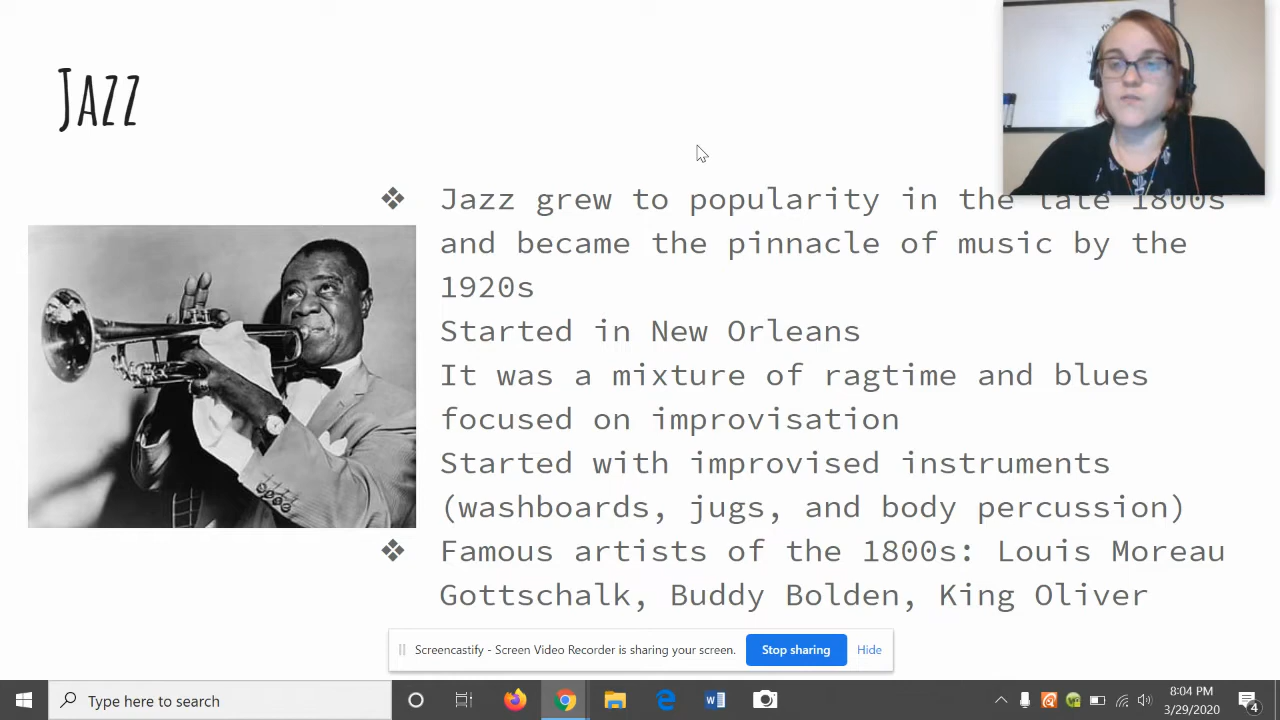 Jazz
Jazz grew to popularity in the late 1800s
and became the pinnacle of music by the
1920s
Started in New Orleans
It was a mixture of ragtime and blues
focused on improvisation
Started with improvised instruments
(washboards, jugs, and body percussion)
Famous artists of the 1800s: Louis Moreau
Gottschalk, Buddy Bolden, King Oliver
Screencastify - Screen Video Recorder is sharing your screen.
Stop sharing
Hide
Type here to search
8:04 PM
3/29/2020
4